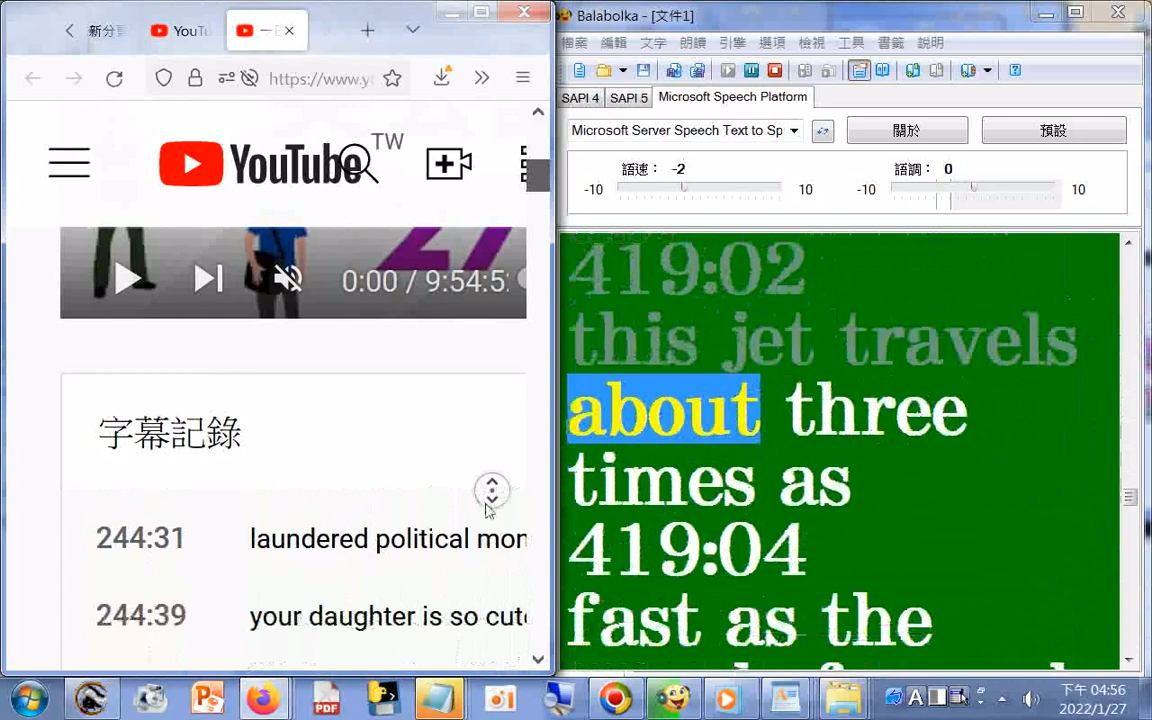 新分
YouTu
一
https://www.y
TW
YouTube
0:00 / 9:54:5
字幕記錄
244:31 laundered political mon
244:39 your daughter is so cut
Balabolka - [文件1]
檔案 編輯 文字 朗讀 引擎 選項 檢視 工具 書籤 說明
SAPI 4 SAPI 5 Microsoft Speech Platform
Microsoft Server Speech Text to Sp 關於 預設
語速： -2 語調： 0
-10 10 -10 10
419:02
this jet travels
about three
times as
419:04
fast as the
PDF
A
下午 04:56
2022/1/27